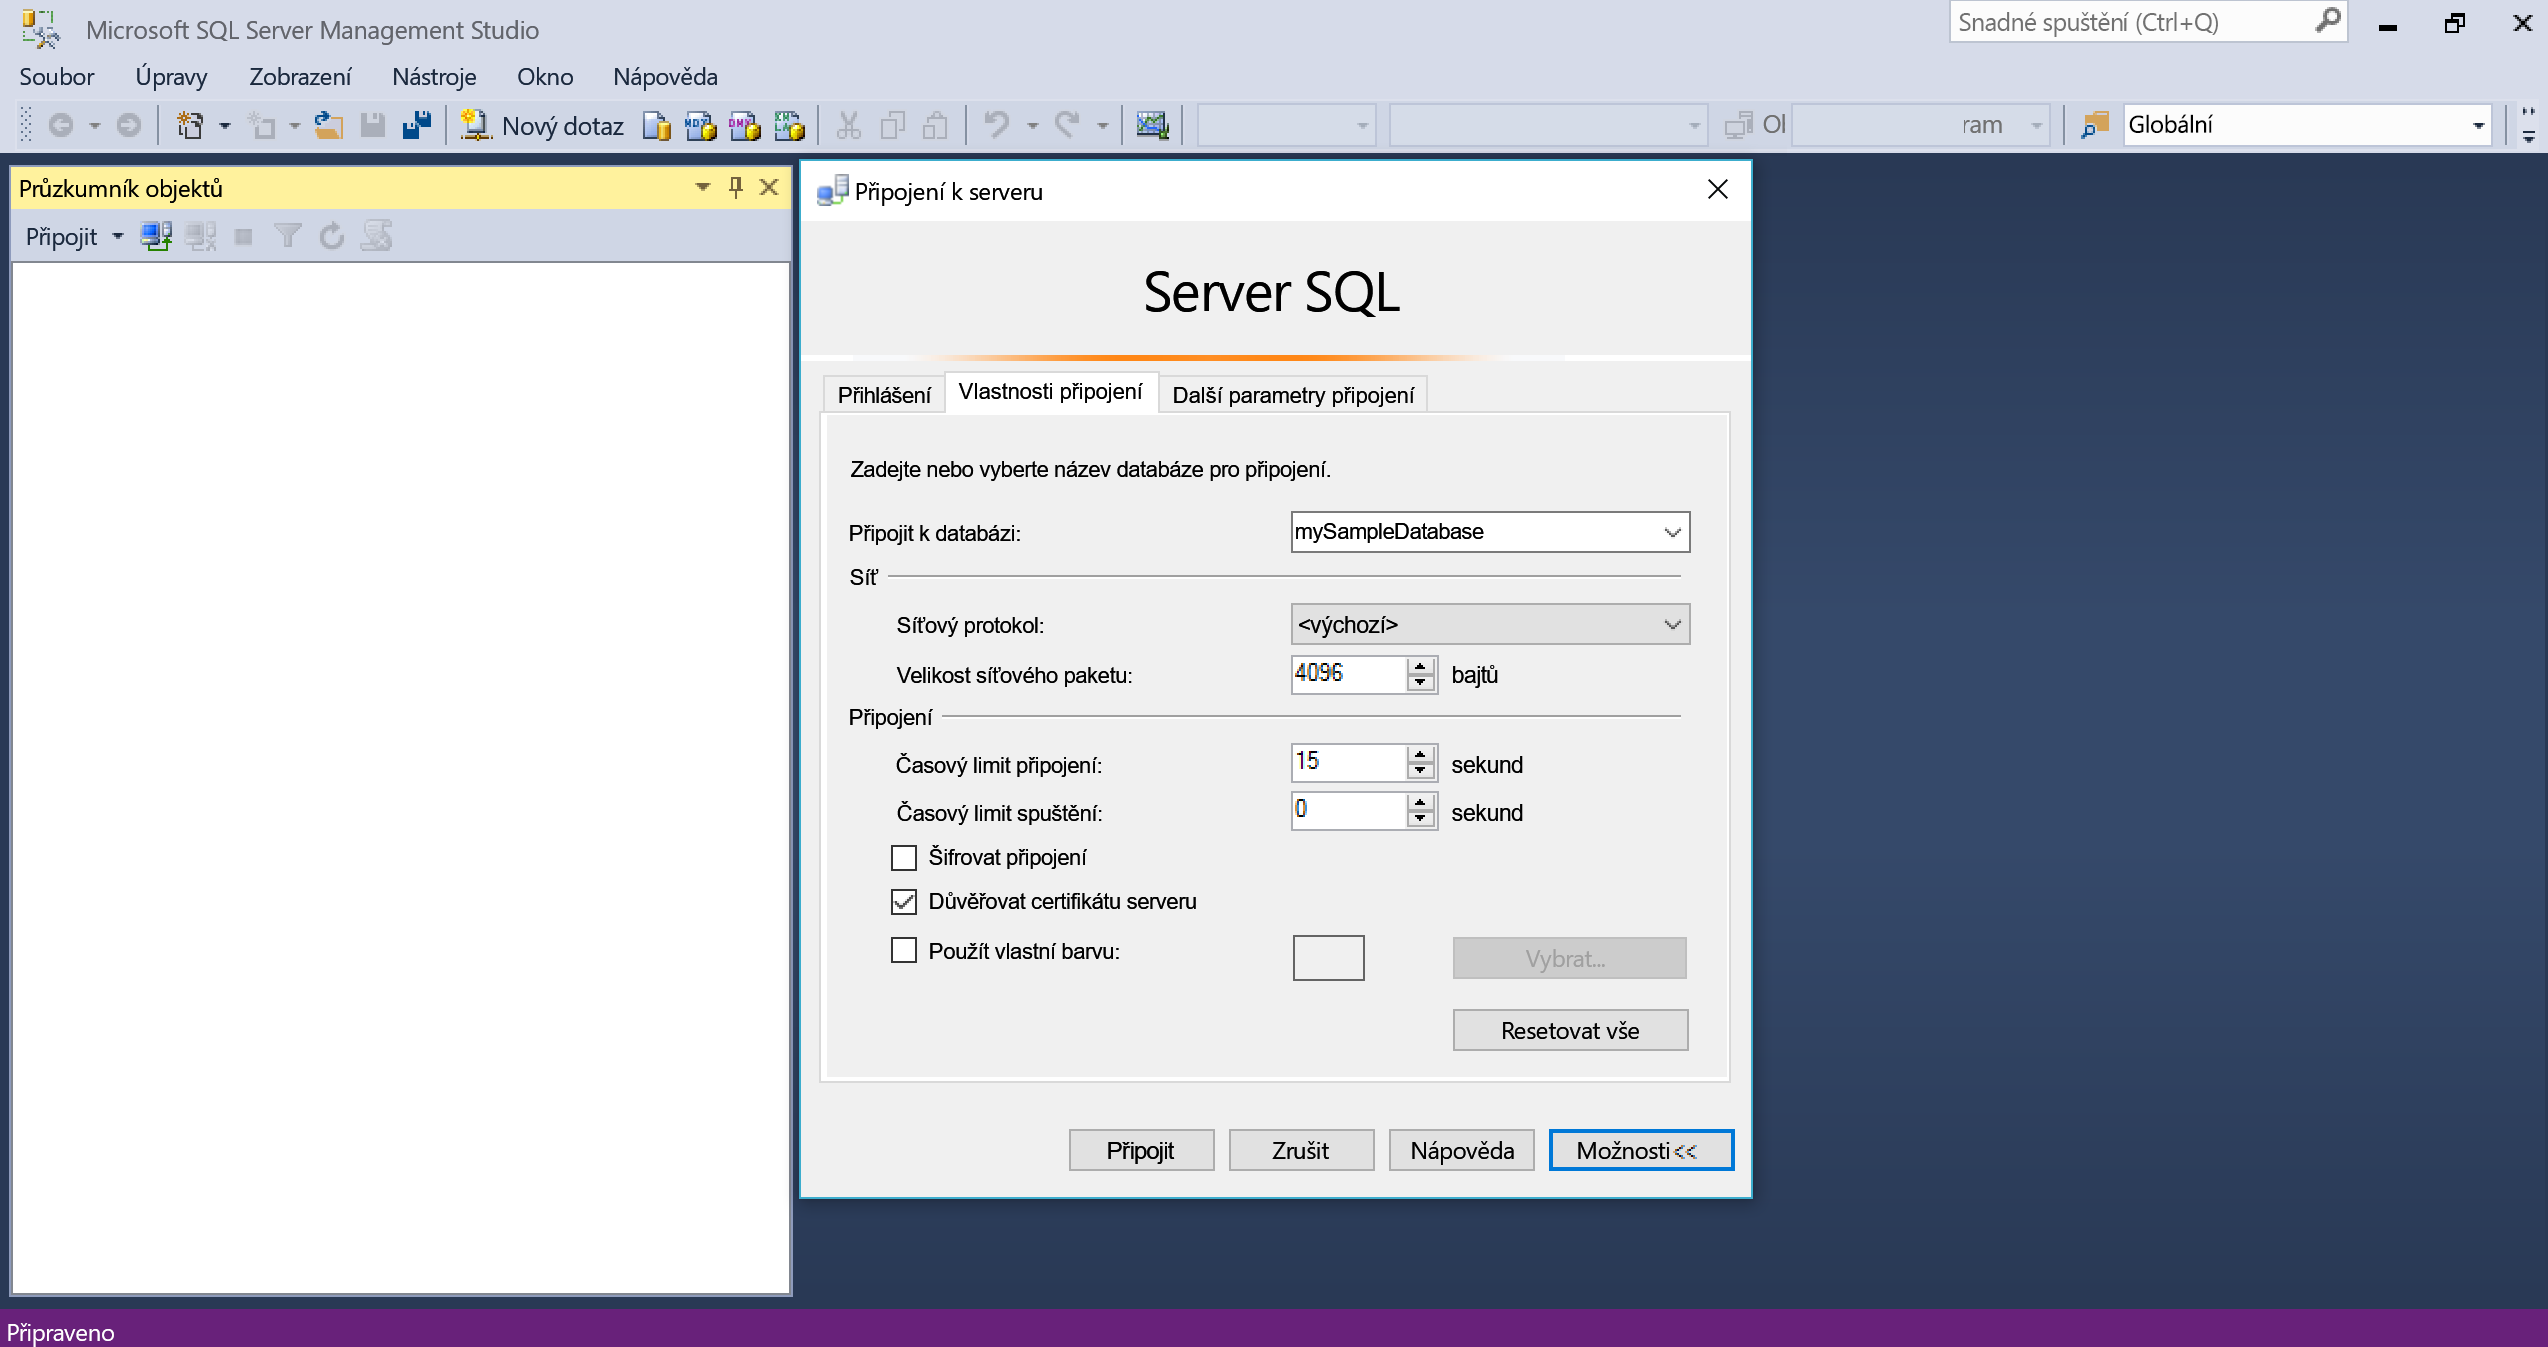 Microsoft SQL Server Management Studio
Snadné spuštění (Ctrl+Q)
Soubor Úpravy Zobrazení Nástroje Okno Nápověda
Nový dotaz
Ol
ram
Globální
Průzkumník objektů
Připojit
Připojení k serveru
Server SQL
Přihlášení
Vlastnosti připojení
Další parametry připojení
Zadejte nebo vyberte název databáze pro připojení.
Připojit k databázi: mySampleDatabase
Síť
Síťový protokol: <výchozí>
Velikost síťového paketu: 4096 bajtů
Připojení
Časový limit připojení: 15 sekund
Časový limit spuštění: 0 sekund
Šifrovat připojení
Důvěřovat certifikátu serveru
Použít vlastní barvu:
Vybrat...
Resetovat vše
Připojit
Zrušit
Nápověda
Možnosti <<
Připraveno